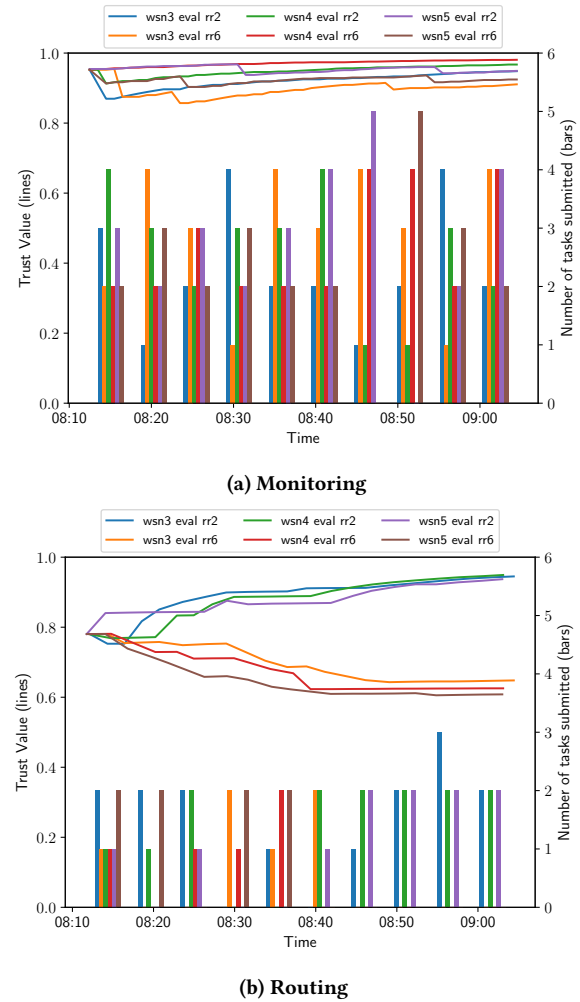 wsn3 eval rr2 wsn4 eval rr2 wsn5 eval rr2
wsn3 eval rr6 wsn4 eval rr6 wsn5 eval rr6
1.0
0.8
0.6
0.4
0.2
0.0
Trust Value (lines)
6
5
4
3
2
1
0
Number of tasks submitted (bars)
08:10 08:20 08:30 08:40 08:50 09:00
Time
(a) Monitoring
wsn3 eval rr2 wsn4 eval rr2 wsn5 eval rr2
wsn3 eval rr6 wsn4 eval rr6 wsn5 eval rr6
1.0
0.8
0.6
0.4
0.2
0.0
Trust Value (lines)
6
5
4
3
2
1
0
Number of tasks submitted (bars)
08:10 08:20 08:30 08:40 08:50 09:00
Time
(b) Routing